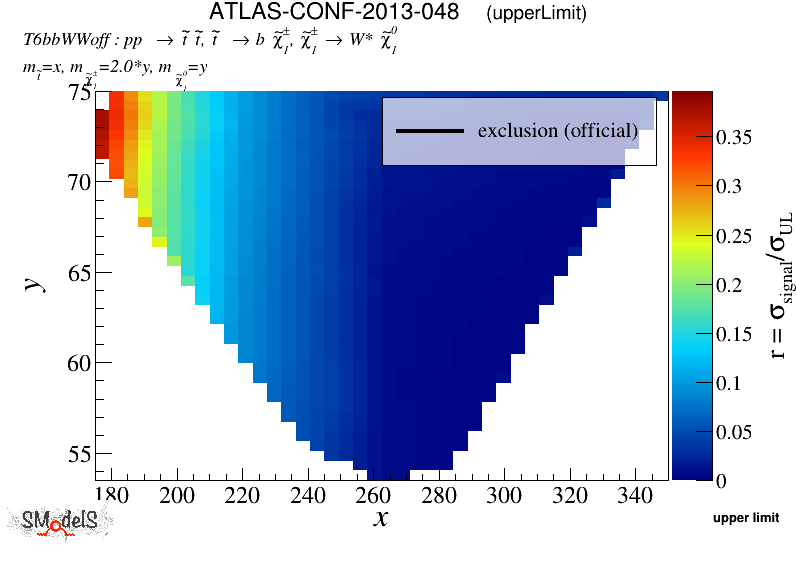 ATLAS-CONF-2013-048 (upperLimit)
T6bbWWoff : pp → t̃ t̃, t̃ → b χ̃₁±, χ̃₁± → W* χ̃₁⁰
m_t̃=x, m_χ̃₁±=2.0*y, m_χ̃₁⁰=y
75
70
65
60
55
y
exclusion (official)
0.35
0.3
0.25
0.2
0.15
0.1
0.05
0
r = σ_signal/σ_UL
180 200 220 240 260 280 300 320 340
x
SModelS
upper limit